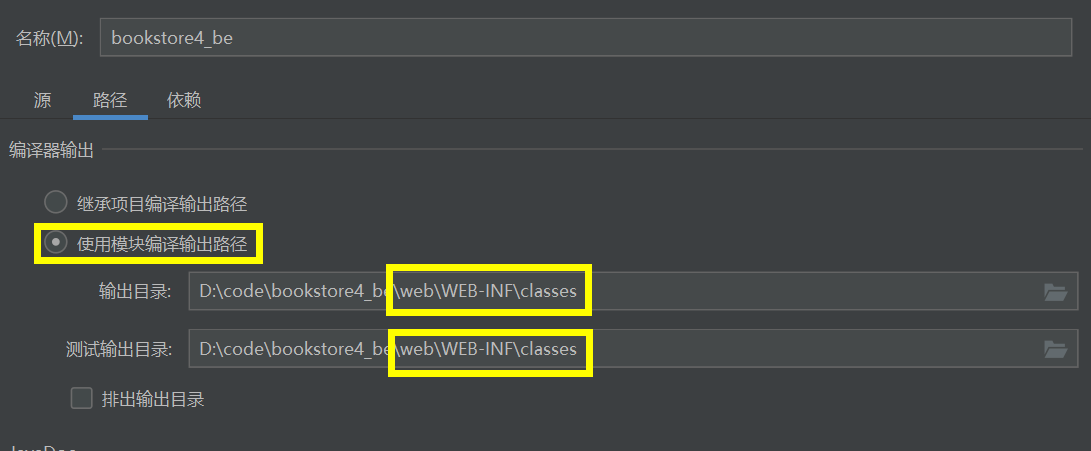 名称(M): bookstore4_be
源 路径 依赖
编译器输出
继承项目编译输出路径
使用模块编译输出路径
输出目录: D:\code\bookstore4_be\web\WEB-INF\classes
测试输出目录: D:\code\bookstore4_be\web\WEB-INF\classes
排出输出目录
JavaDoc